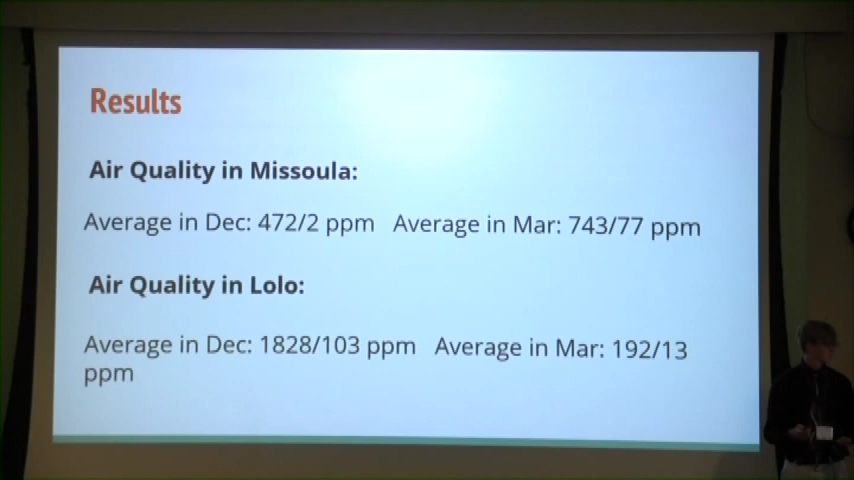 Results
Air Quality in Missoula:
Average in Dec: 472/2 ppm   Average in Mar: 743/77 ppm
Air Quality in Lolo:
Average in Dec: 1828/103 ppm   Average in Mar: 192/13
ppm